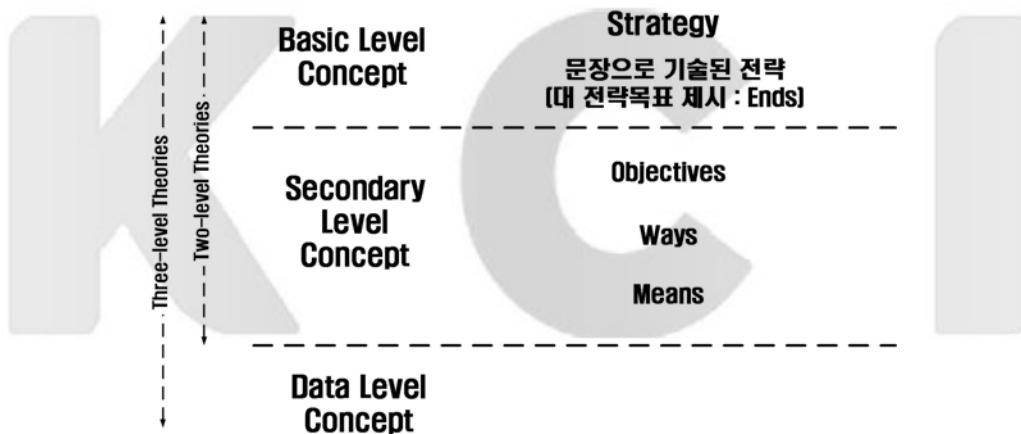 Three-level Theories
Two-level Theories
Basic Level
Concept
Strategy
문장으로 기술된 전략
(대 전략목표 제시 : Ends)
Secondary
Level
Concept
Objectives
Ways
Means
Data Level
Concept
K C I